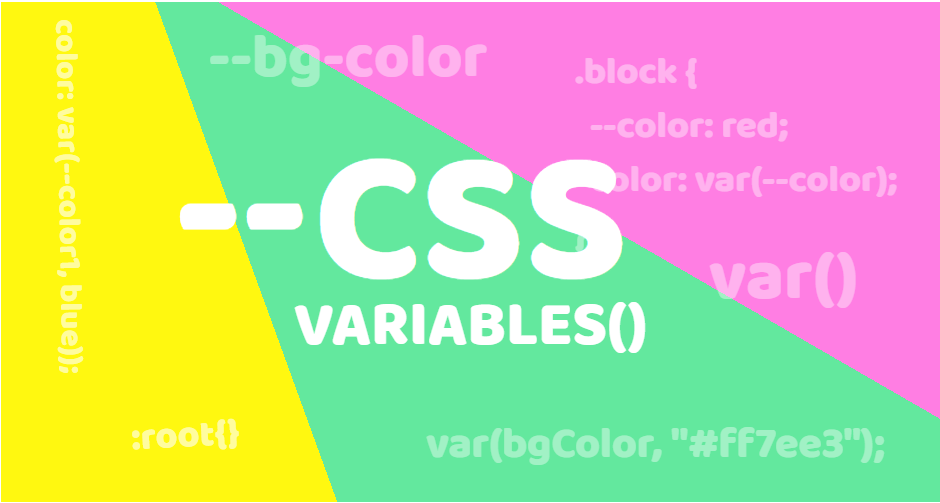 color: var(--color1, blue));
--bg-color
.block {
--color: red;
color: var(--color);
}
--CSS
VARIABLES()
var()
:root{}
var(bgColor, "#ff7ee3");